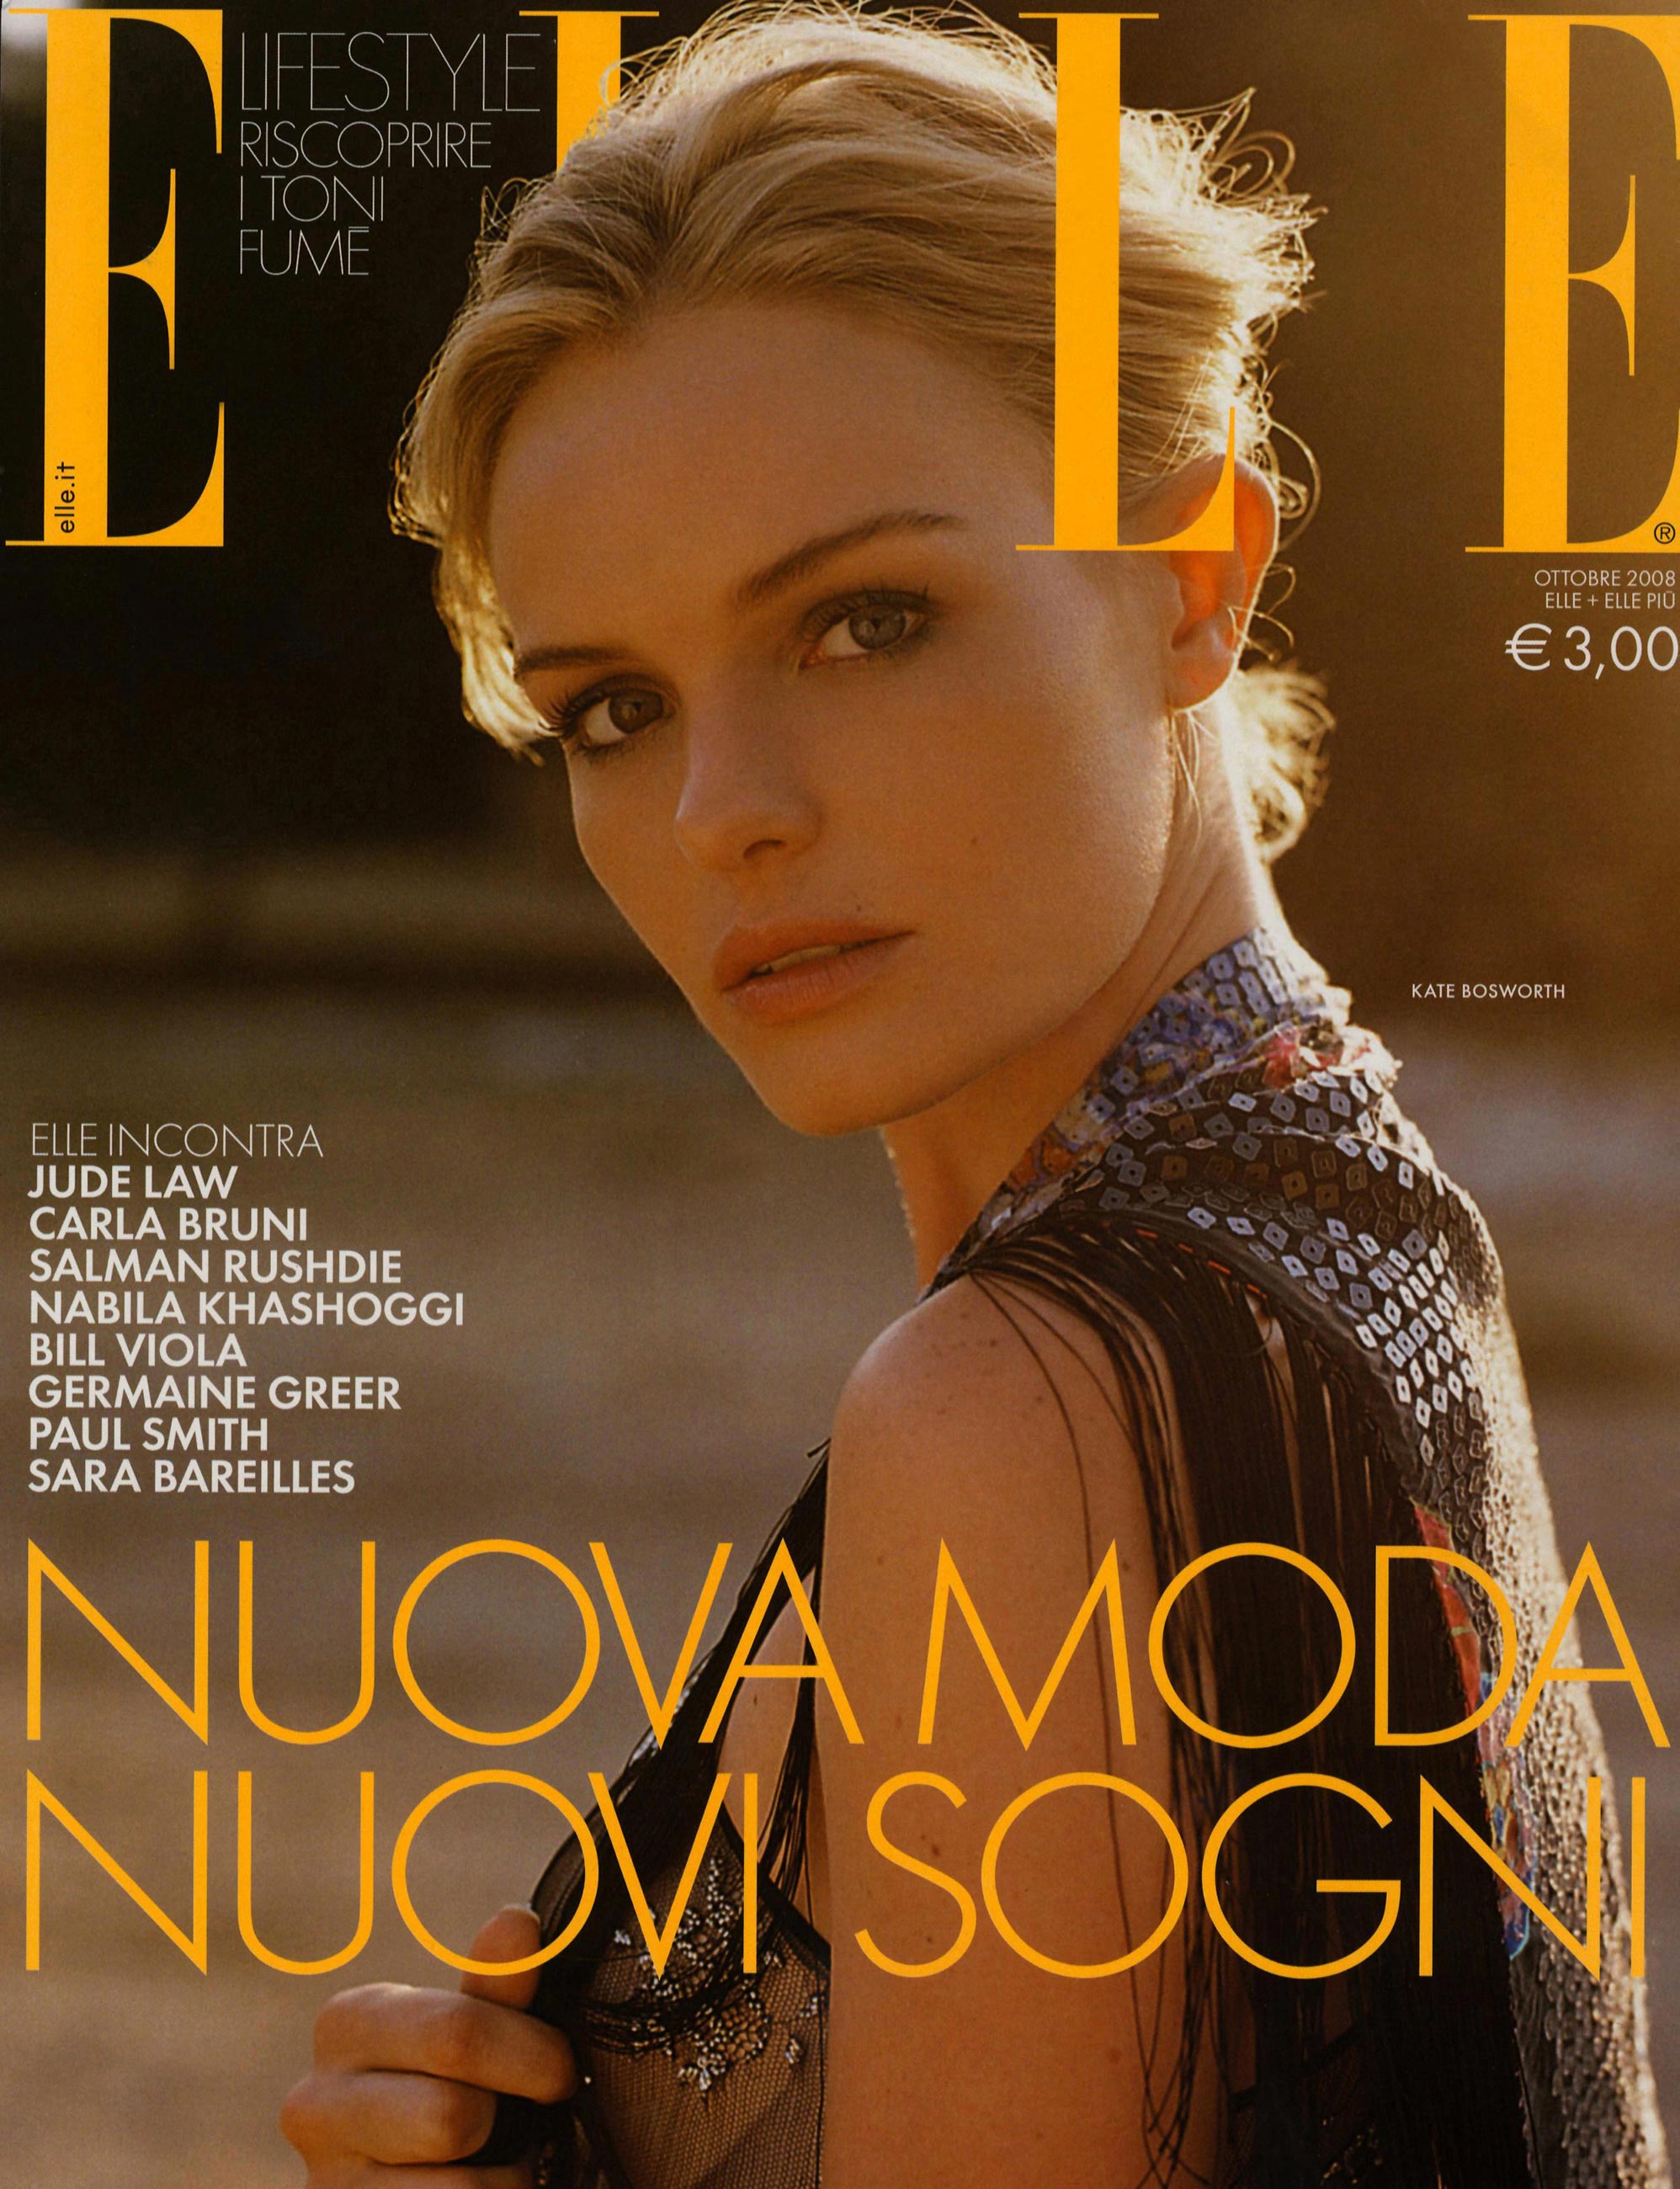 ELLE
LIFESTYLE
RISCOPRIRE
I TONI
FUMÉ
elle.it
®
OTTOBRE 2008
ELLE + ELLE PIÙ
€ 3,00
KATE BOSWORTH
ELLE INCONTRA
JUDE LAW
CARLA BRUNI
SALMAN RUSHDIE
NABILA KHASHOGGI
BILL VIOLA
GERMAINE GREER
PAUL SMITH
SARA BAREILLES
NUOVA MODA
NUOVI SOGNI